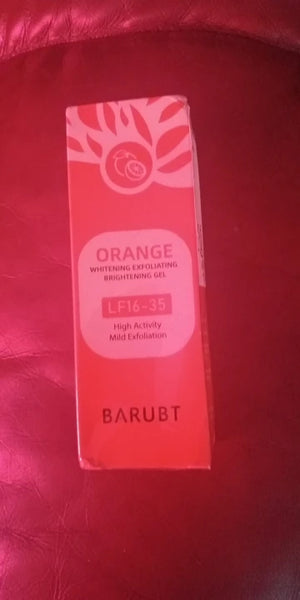 ORANGE
WHITENING EXFOLIATING
BRIGHTENING GEL
LF16-35
High Activity
Mild Exfoliation
BARUBT